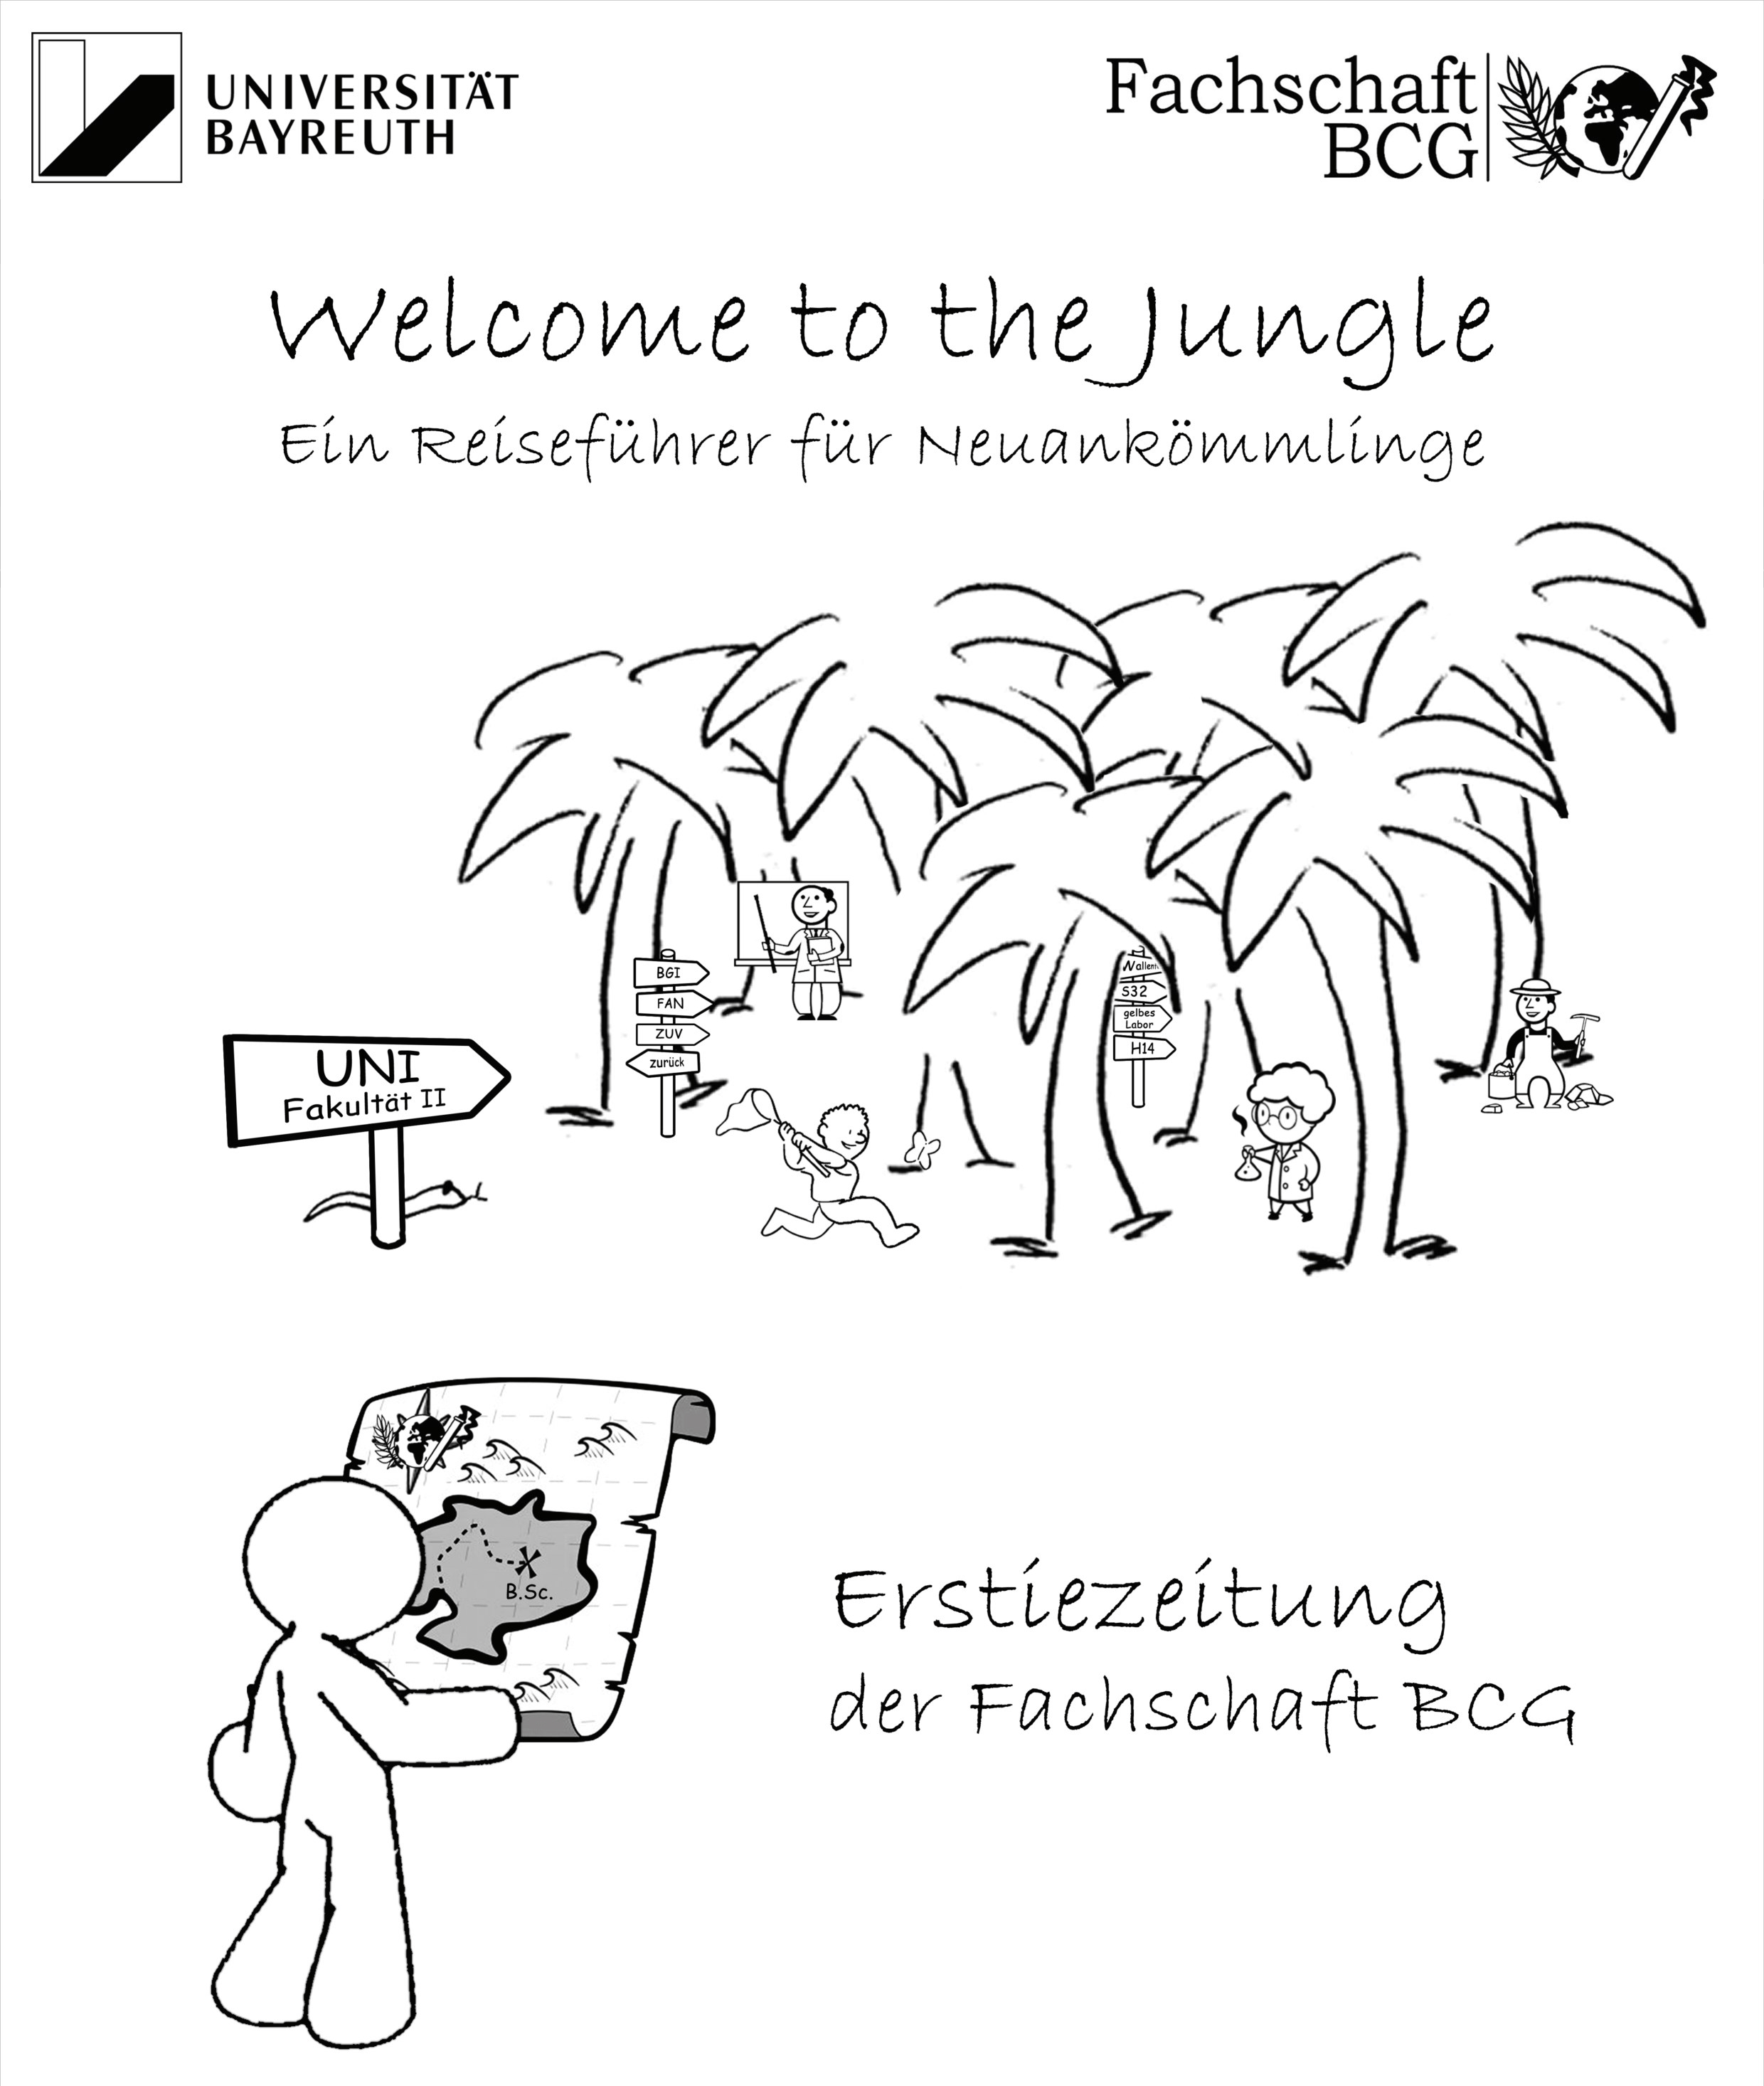 UNIVERSITÄT
BAYREUTH
Fachschaft
BCG
Welcome to the Jungle
Ein Reiseführer für Neuankömmlinge
BGI
FAN
ZUV
zurück
S32
gelbes
Labor
H14
UNI
Fakultät II
B.Sc.
Erstiezeitung
der Fachschaft BCG